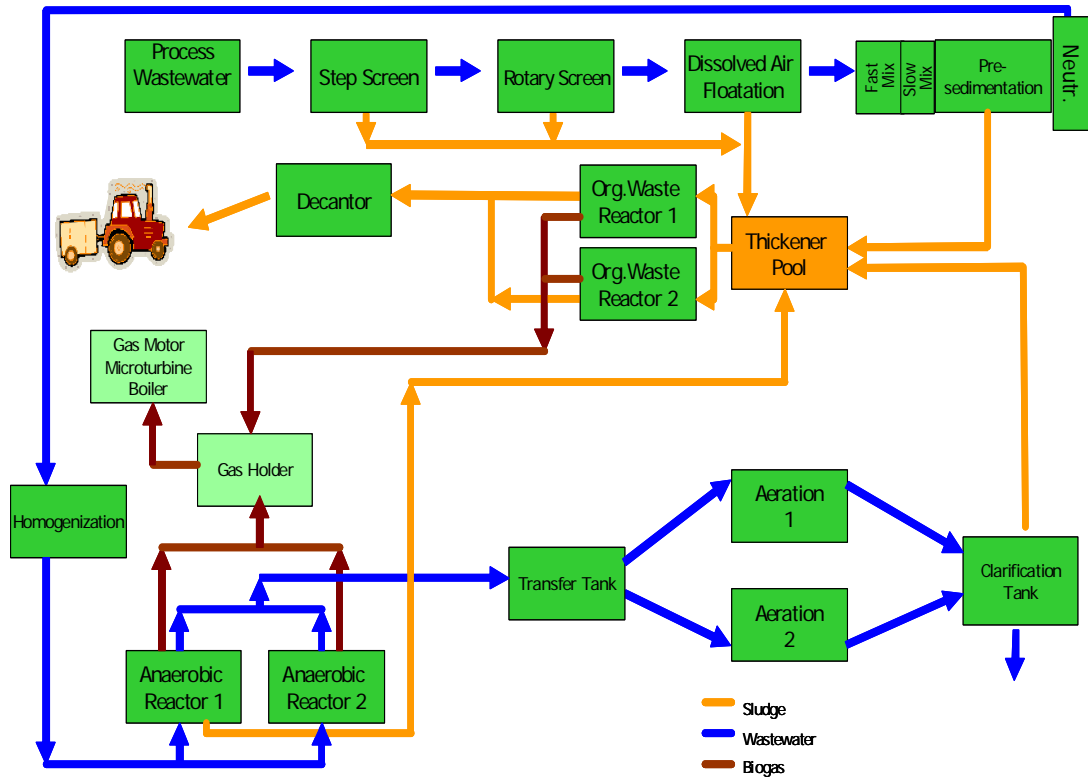 Process
Wastewater
Step Screen
Rotary Screen
Dissolved Air
Floatation
Fast
Mix
Slow
Mix
Pre-
sedimentation
Neutr.
Decantor
Org.Waste
Reactor 1
Org.Waste
Reactor 2
Thickener
Pool
Gas Motor
Microturbine
Boiler
Gas Holder
Homogenization
Aeration
1
Transfer Tank
Clarification
Tank
Aeration
2
Anaerobic
Reactor 1
Anaerobic
Reactor 2
Sludge
Wastewater
Biogas